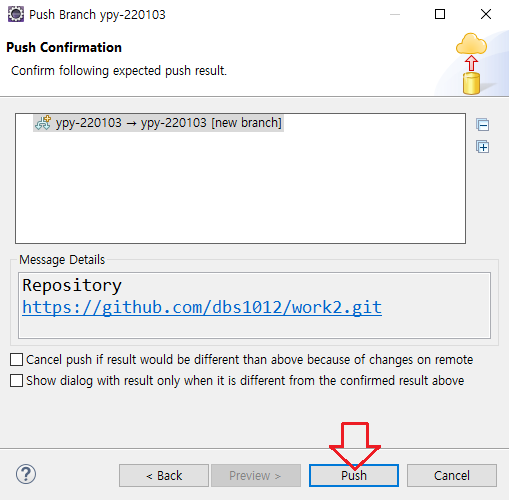 Push Branch ypy-220103
Push Confirmation
Confirm following expected push result.
ypy-220103 → ypy-220103 [new branch]
Message Details
Repository
https://github.com/dbs1012/work2.git
Cancel push if result would be different than above because of changes on remote
Show dialog with result only when it is different from the confirmed result above
? < Back Preview > Push Cancel